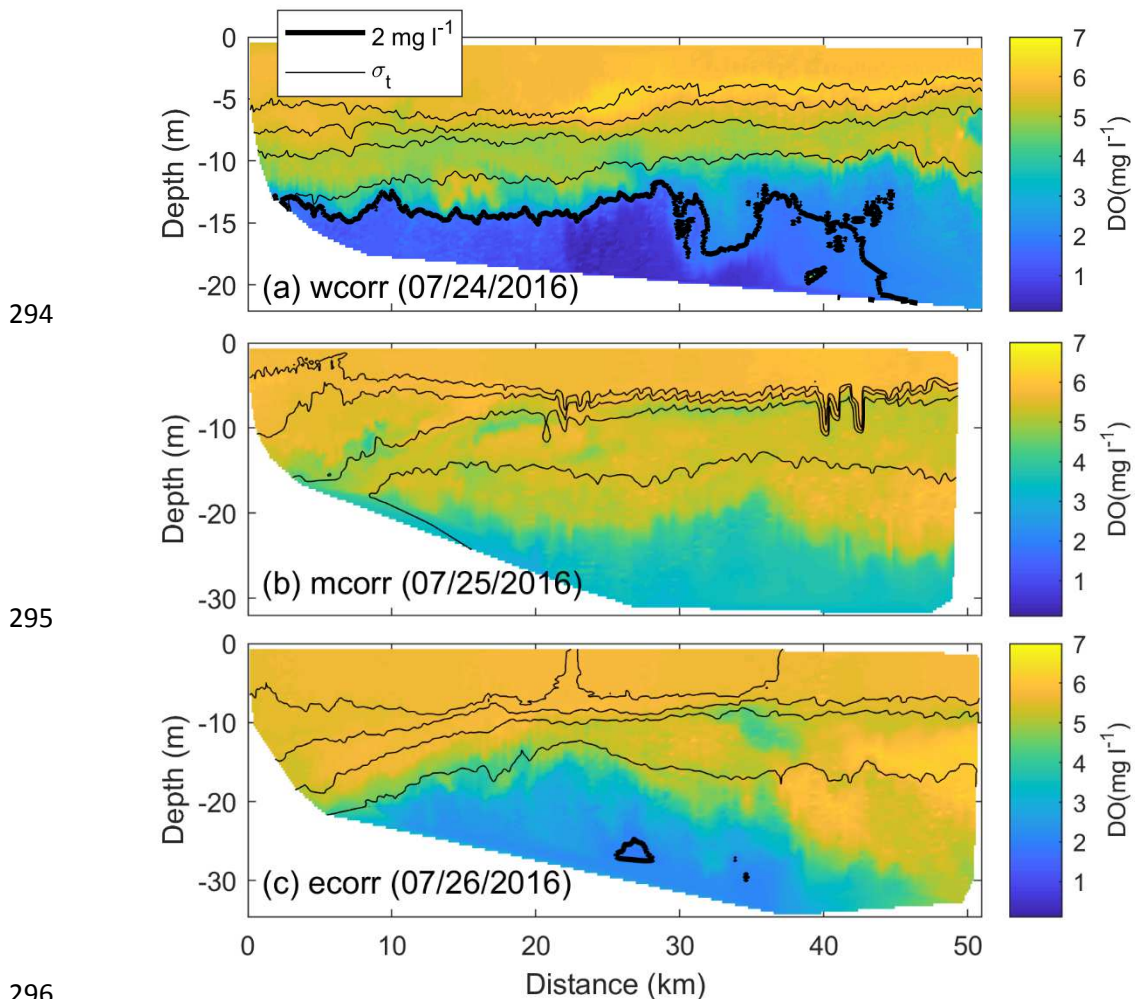 2 mg l⁻¹
σt
0
-5
-10
-15
-20
Depth (m)
(a) wcorr (07/24/2016)
7
6
5
4
3
2
1
DO(mg l⁻¹)
294
0
-10
-20
-30
Depth (m)
(b) mcorr (07/25/2016)
7
6
5
4
3
2
1
DO(mg l⁻¹)
295
0
-10
-20
-30
Depth (m)
(c) ecorr (07/26/2016)
7
6
5
4
3
2
1
DO(mg l⁻¹)
0 10 20 30 40 50
Distance (km)
296